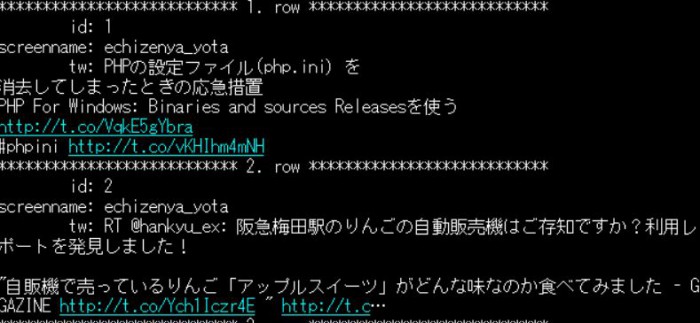 *************************** 1. row ***************************
id: 1
screenname: echizenya_yota
tw: PHPの設定ファイル(php.ini) を
消去してしまったときの応急措置
PHP For Windows: Binaries and sources Releasesを使う
http://t.co/VqkE5gYbra
#phpini http://t.co/vKHIhm4mNH
*************************** 2. row ***************************
id: 2
screenname: echizenya_yota
tw: RT @hankyu_ex: 阪急梅田駅のりんごの自動販売機はご存知ですか？利用レ
ポートを発見しました！
"自販機で売っているりんご「アップルスイーツ」がどんな味なのか食べてみました - G
GAZINE http://t.co/Ych1Iczr4E " http://t.c…